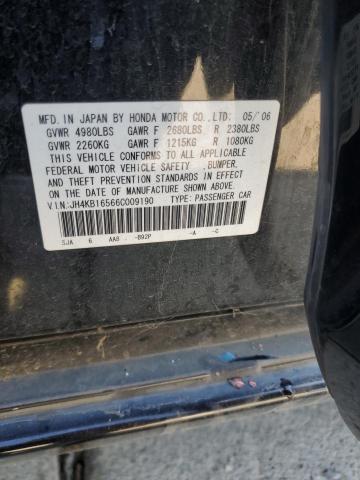 MFD. IN JAPAN BY HONDA MOTOR CO., LTD. 05/'06
GVWR 4980LBS GAWR F 2680LBS R 2380LBS
GVWR 2260KG GAWR F 1215KG R 1080KG
THIS VEHICLE CONFORMS TO ALL APPLICABLE
FEDERAL MOTOR VEHICLE SAFETY, BUMPER,
AND THEFT PREVENTION STANDARDS IN EFFECT
ON THE DATE OF MANUFACTURE SHOWN ABOVE.
V.I.N:JH4KB16566C009190 TYPE:PASSENGER CAR
SJA 6 AA8 -B92P -A -C